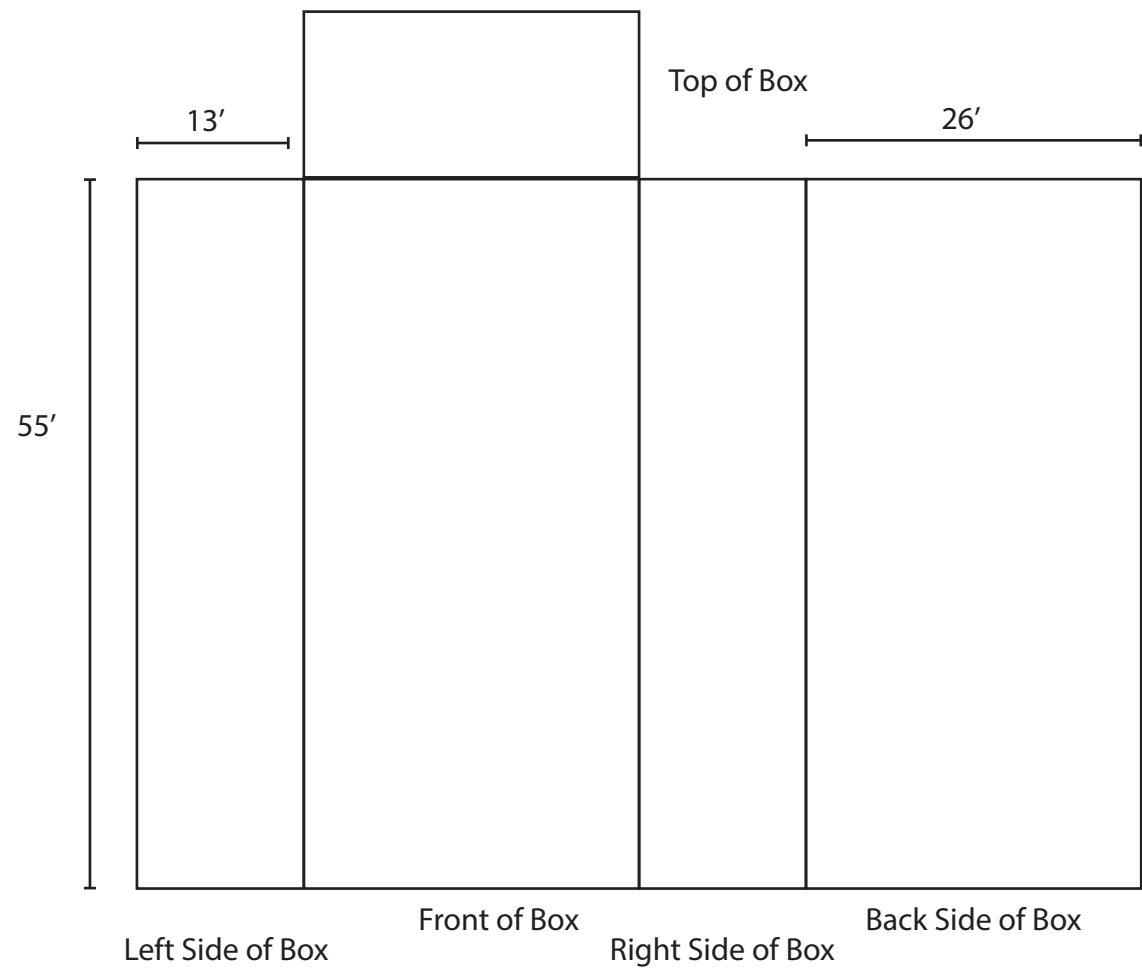 Top of Box
13’
26’
55’
Front of Box
Back Side of Box
Left Side of Box
Right Side of Box